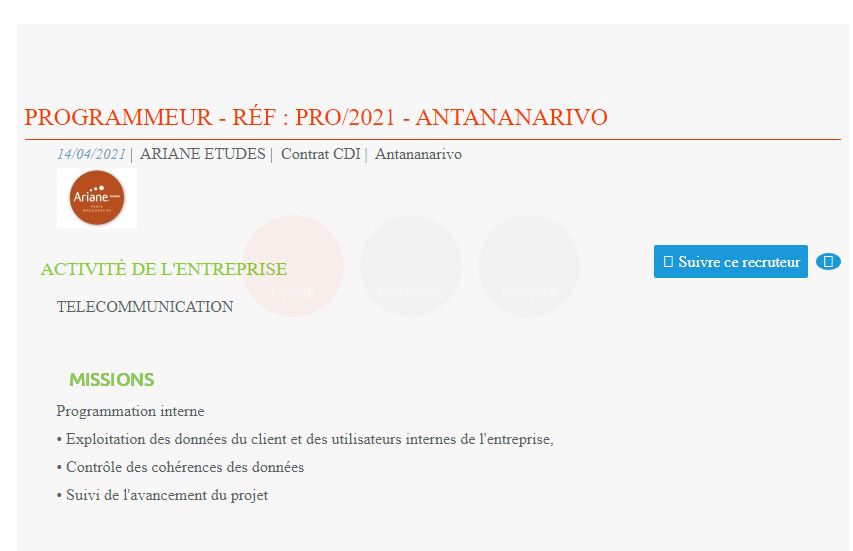 PROGRAMMEUR - RÉF : PRO/2021 - ANTANANARIVO
14/04/2021 | ARIANE ETUDES | Contrat CDI | Antananarivo
Ariane
ACTIVITÉ DE L'ENTREPRISE
Suivre ce recruteur
TELECOMMUNICATION
MISSIONS
Programmation interne
• Exploitation des données du client et des utilisateurs internes de l'entreprise,
• Contrôle des cohérences des données
• Suivi de l'avancement du projet